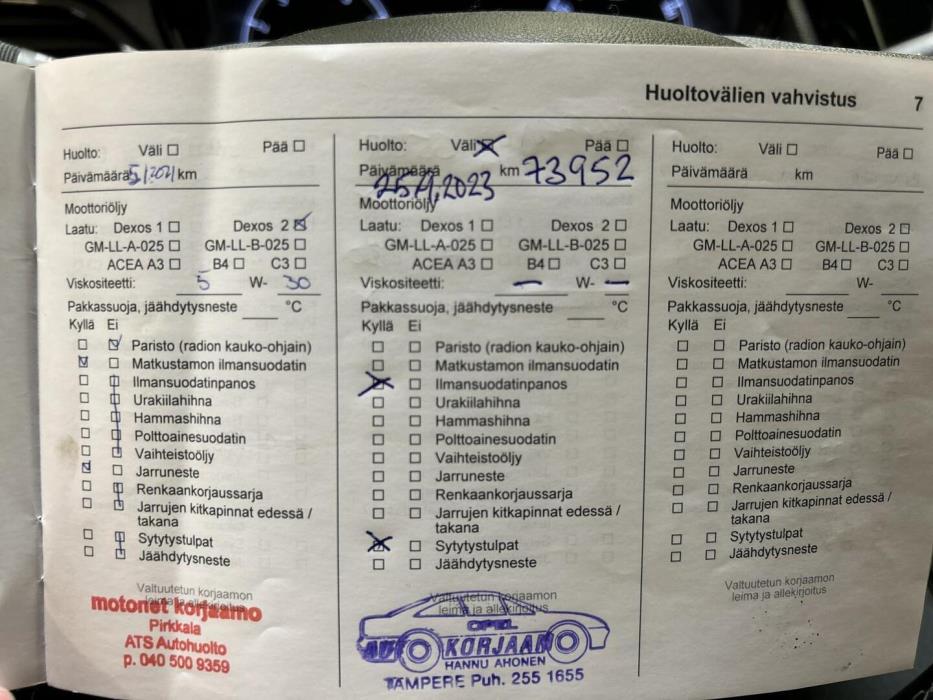 Huoltovälien vahvistus 7
Huolto: Väli ☐ Pää ☐
Päivämäärä 5/2021 km
Moottoriöljy
Laatu: Dexos 1 ☐ Dexos 2 ☒
GM-LL-A-025 ☐ GM-LL-B-025 ☐
ACEA A3 ☐ B4 ☐ C3 ☐
Viskositeetti: 5 W- 30
Pakkassuoja, jäähdytysneste °C
Kyllä Ei
☐ ☒ Paristo (radion kauko-ohjain)
☒ ☐ Matkustamon ilmansuodatin
☐ ☒ Ilmansuodatinpanos
☐ ☒ Urakiilahihna
☐ ☒ Hammashihna
☐ ☒ Polttoainesuodatin
☐ ☒ Vaihteistoöljy
☒ ☐ Jarruneste
☐ ☒ Renkaankorjaussarja
☐ ☒ Jarrujen kitkapinnat edessä /
takana
☐ ☒ Sytytystulpat
☐ ☒ Jäähdytysneste
Valtuutetun korjaamon
leima ja allekirjoitus
motonet korjaamo
Pirkkala
ATS Autohuolto
p. 040 500 9359
Huolto: Väli ☒ Pää ☐
Päivämäärä 25/1,2023 km 73952
Moottoriöljy
Laatu: Dexos 1 ☐ Dexos 2 ☐
GM-LL-A-025 ☐ GM-LL-B-025 ☐
ACEA A3 ☐ B4 ☐ C3 ☐
Viskositeetti: – W- –
Pakkassuoja, jäähdytysneste °C
Kyllä Ei
☐ ☐ Paristo (radion kauko-ohjain)
☐ ☐ Matkustamon ilmansuodatin
☒ ☐ Ilmansuodatinpanos
☐ ☐ Urakiilahihna
☐ ☐ Hammashihna
☐ ☐ Polttoainesuodatin
☐ ☐ Vaihteistoöljy
☐ ☐ Jarruneste
☐ ☐ Renkaankorjaussarja
☐ ☐ Jarrujen kitkapinnat edessä /
takana
☒ ☐ Sytytystulpat
☐ ☐ Jäähdytysneste
Valtuutetun korjaamon
leima ja allekirjoitus
OPEL
AUTOKORJAAMO
HANNU AHONEN
TAMPERE Puh. 255 1655
Huolto: Väli ☐ Pää ☐
Päivämäärä km
Moottoriöljy
Laatu: Dexos 1 ☐ Dexos 2 ☐
GM-LL-A-025 ☐ GM-LL-B-025 ☐
ACEA A3 ☐ B4 ☐ C3 ☐
Viskositeetti: W-
Pakkassuoja, jäähdytysneste °C
Kyllä Ei
☐ ☐ Paristo (radion kauko-ohjain)
☐ ☐ Matkustamon ilmansuodatin
☐ ☐ Ilmansuodatinpanos
☐ ☐ Urakiilahihna
☐ ☐ Hammashihna
☐ ☐ Polttoainesuodatin
☐ ☐ Vaihteistoöljy
☐ ☐ Jarruneste
☐ ☐ Renkaankorjaussarja
☐ ☐ Jarrujen kitkapinnat edessä /
takana
☐ ☐ Sytytystulpat
☐ ☐ Jäähdytysneste
Valtuutetun korjaamon
leima ja allekirjoitus